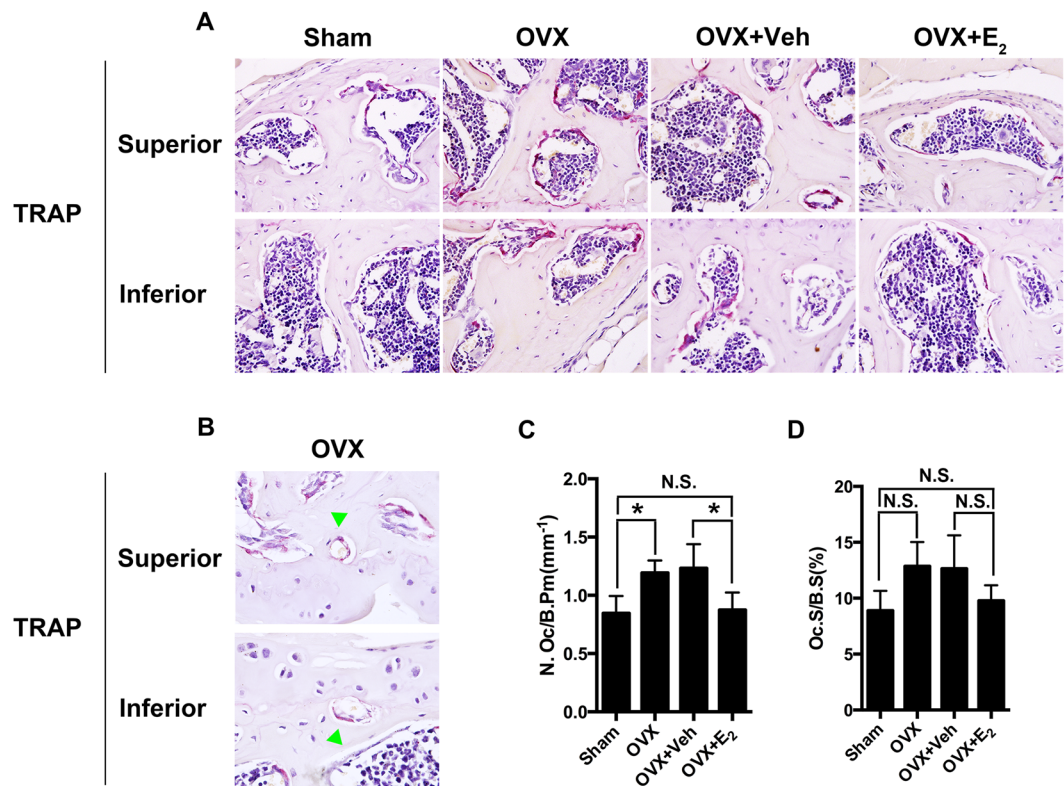 A
Sham OVX OVX+Veh OVX+E₂
Superior
TRAP
Inferior
B
OVX
Superior
TRAP
Inferior
C
N. Oc/B.Pm(mm⁻¹)
2.0
1.5
1.0
0.5
0.0
N.S.
* *
Sham OVX OVX+Veh OVX+E₂
D
Oc.S/B.S(%)
20
15
10
5
0
N.S.
N.S. N.S.
Sham OVX OVX+Veh OVX+E₂